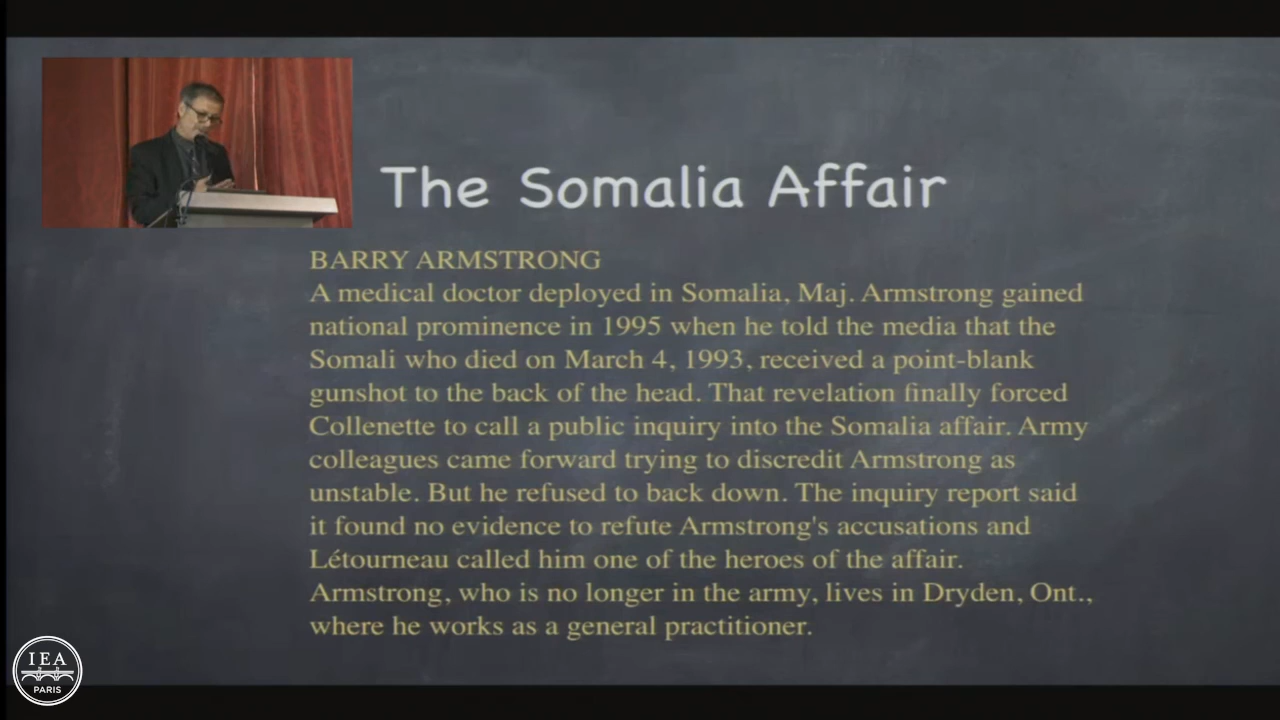 The Somalia Affair
BARRY ARMSTRONG
A medical doctor deployed in Somalia, Maj. Armstrong gained
national prominence in 1995 when he told the media that the
Somali who died on March 4, 1993, received a point-blank
gunshot to the back of the head. That revelation finally forced
Collenette to call a public inquiry into the Somalia affair. Army
colleagues came forward trying to discredit Armstrong as
unstable. But he refused to back down. The inquiry report said
it found no evidence to refute Armstrong's accusations and
Létourneau called him one of the heroes of the affair.
Armstrong, who is no longer in the army, lives in Dryden, Ont.,
where he works as a general practitioner.
IEA
PARIS